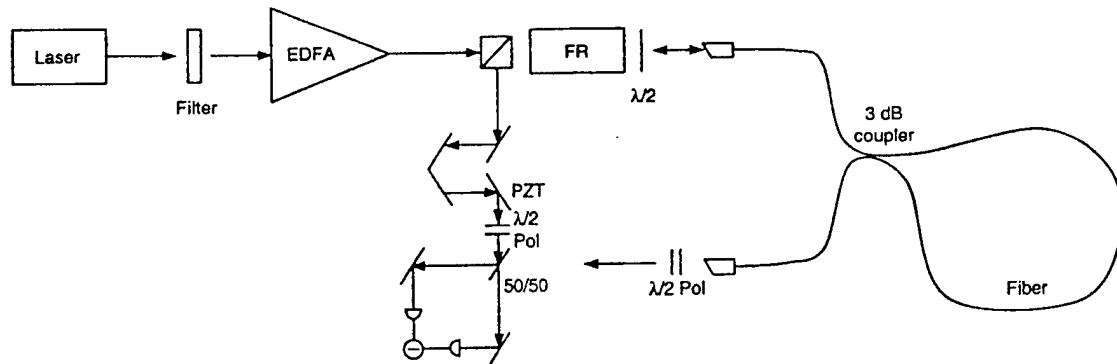 Laser
Filter
EDFA
FR
λ/2
3 dB
coupler
PZT
λ/2
Pol
50/50
λ/2 Pol
Fiber